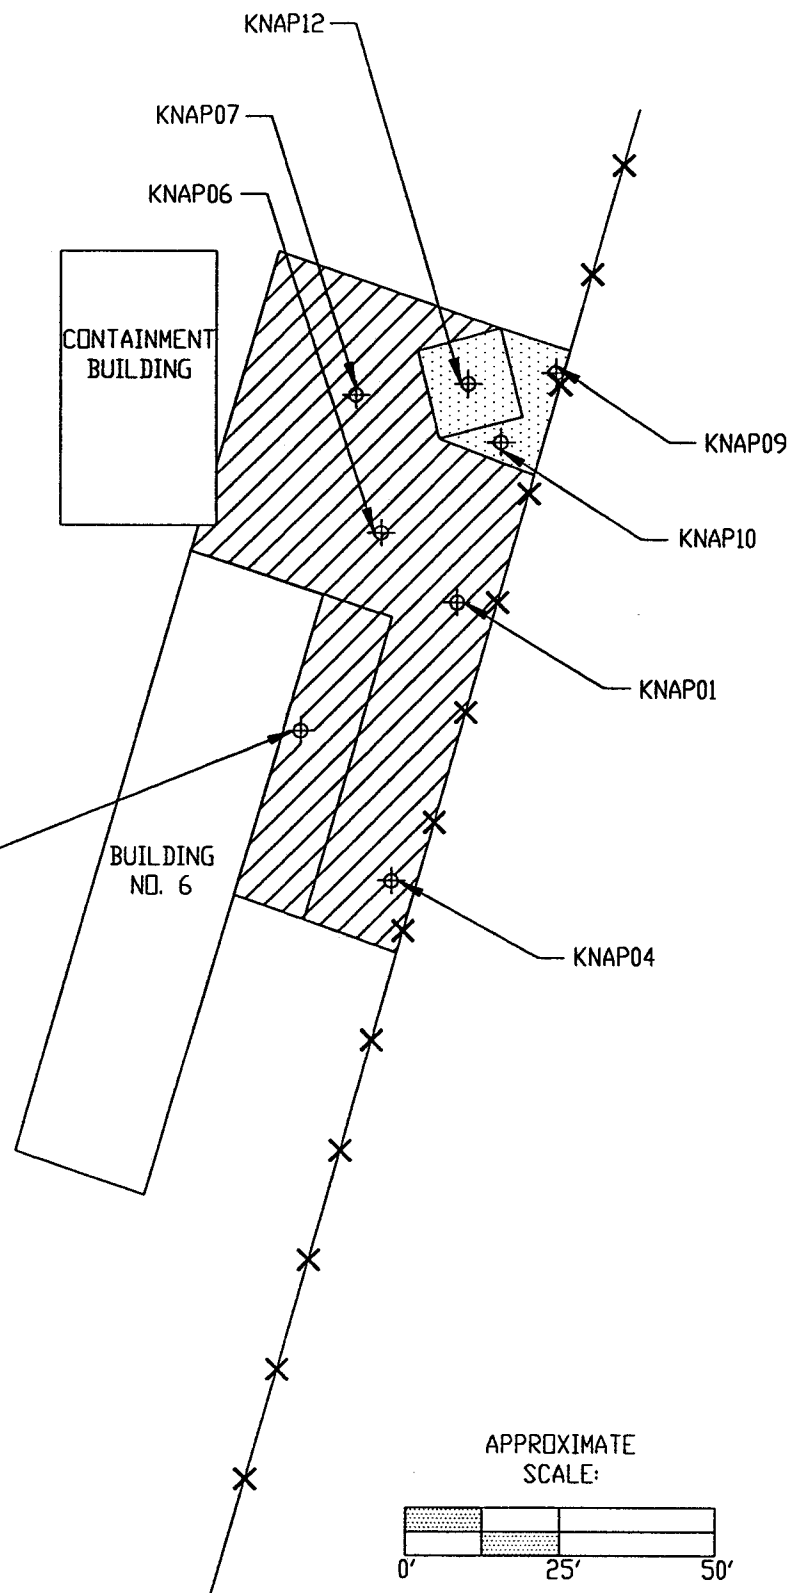 KNAP12
KNAP07
KNAP06
CONTAINMENT
BUILDING
KNAP09
KNAP10
KNAP01
BUILDING
NO. 6
KNAP04
APPROXIMATE
SCALE:
0' 25' 50'